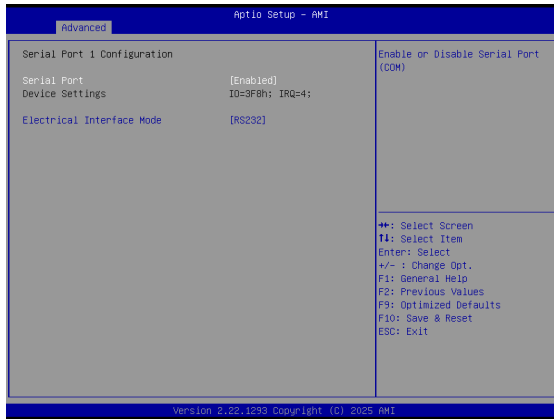 Aptio Setup - AMI
Advanced
Serial Port 1 Configuration
Serial Port [Enabled]
Device Settings IO=3F8h; IRQ=4;
Electrical Interface Mode [RS232]
Enable or Disable Serial Port
(COM)
→←: Select Screen
↑↓: Select Item
Enter: Select
+/- : Change Opt.
F1: General Help
F2: Previous Values
F9: Optimized Defaults
F10: Save & Reset
ESC: Exit
Version 2.22.1293 Copyright (C) 2025 AMI